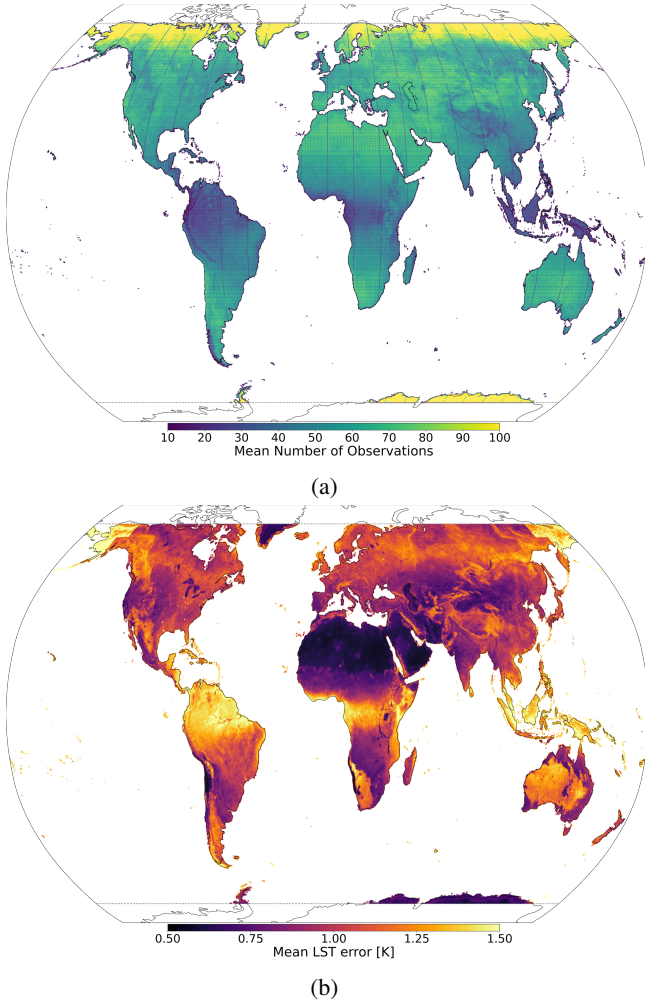 10 20 30 40 50 60 70 80 90 100
Mean Number of Observations
(a)
0.50 0.75 1.00 1.25 1.50
Mean LST error [K]
(b)